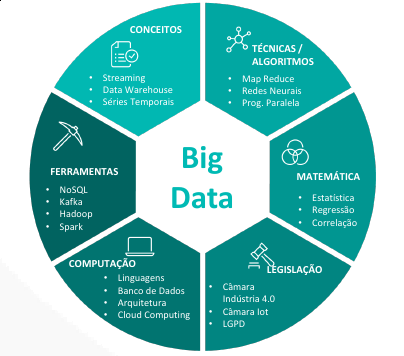 CONCEITOS
• Streaming
• Data Warehouse
• Séries Temporais
TÉCNICAS /
ALGORITMOS
• Map Reduce
• Redes Neurais
• Prog. Paralela
FERRAMENTAS
• NoSQL
• Kafka
• Hadoop
• Spark
Big
Data
MATEMÁTICA
• Estatística
• Regressão
• Correlação
COMPUTAÇÃO
• Linguagens
• Banco de Dados
• Arquitetura
• Cloud Computing
LEGISLAÇÃO
• Câmara
Indústria 4.0
• Câmara Iot
• LGPD